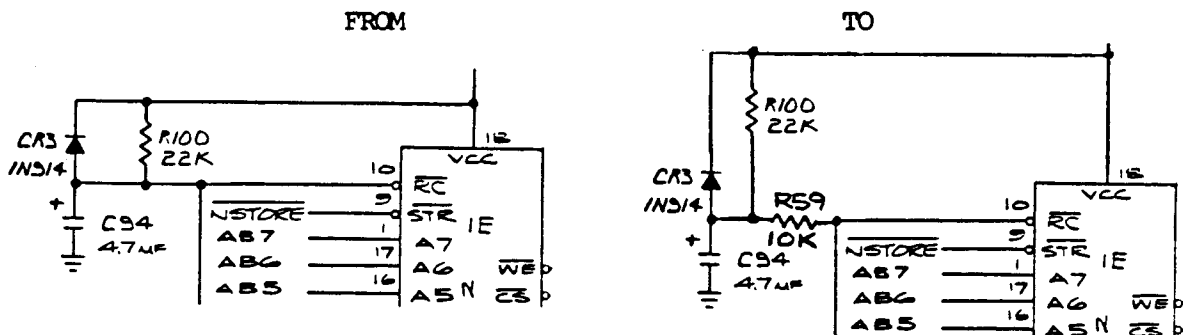 FROM
CR3
1N914
R100
22K
+
C94
4.7µF
18
VCC
10
RC
9
NSTORE
STR
1E
AB7
1
A7
AB6
17
A6
WE
AB5
16
A5
N
CS
TO
CR3
1N914
R100
22K
R59
10K
+
C94
4.7µF
18
VCC
10
RC
9
NSTORE
STR
1E
AB7
1
A7
AB6
17
A6
WE
AB5
16
A5
N
CS